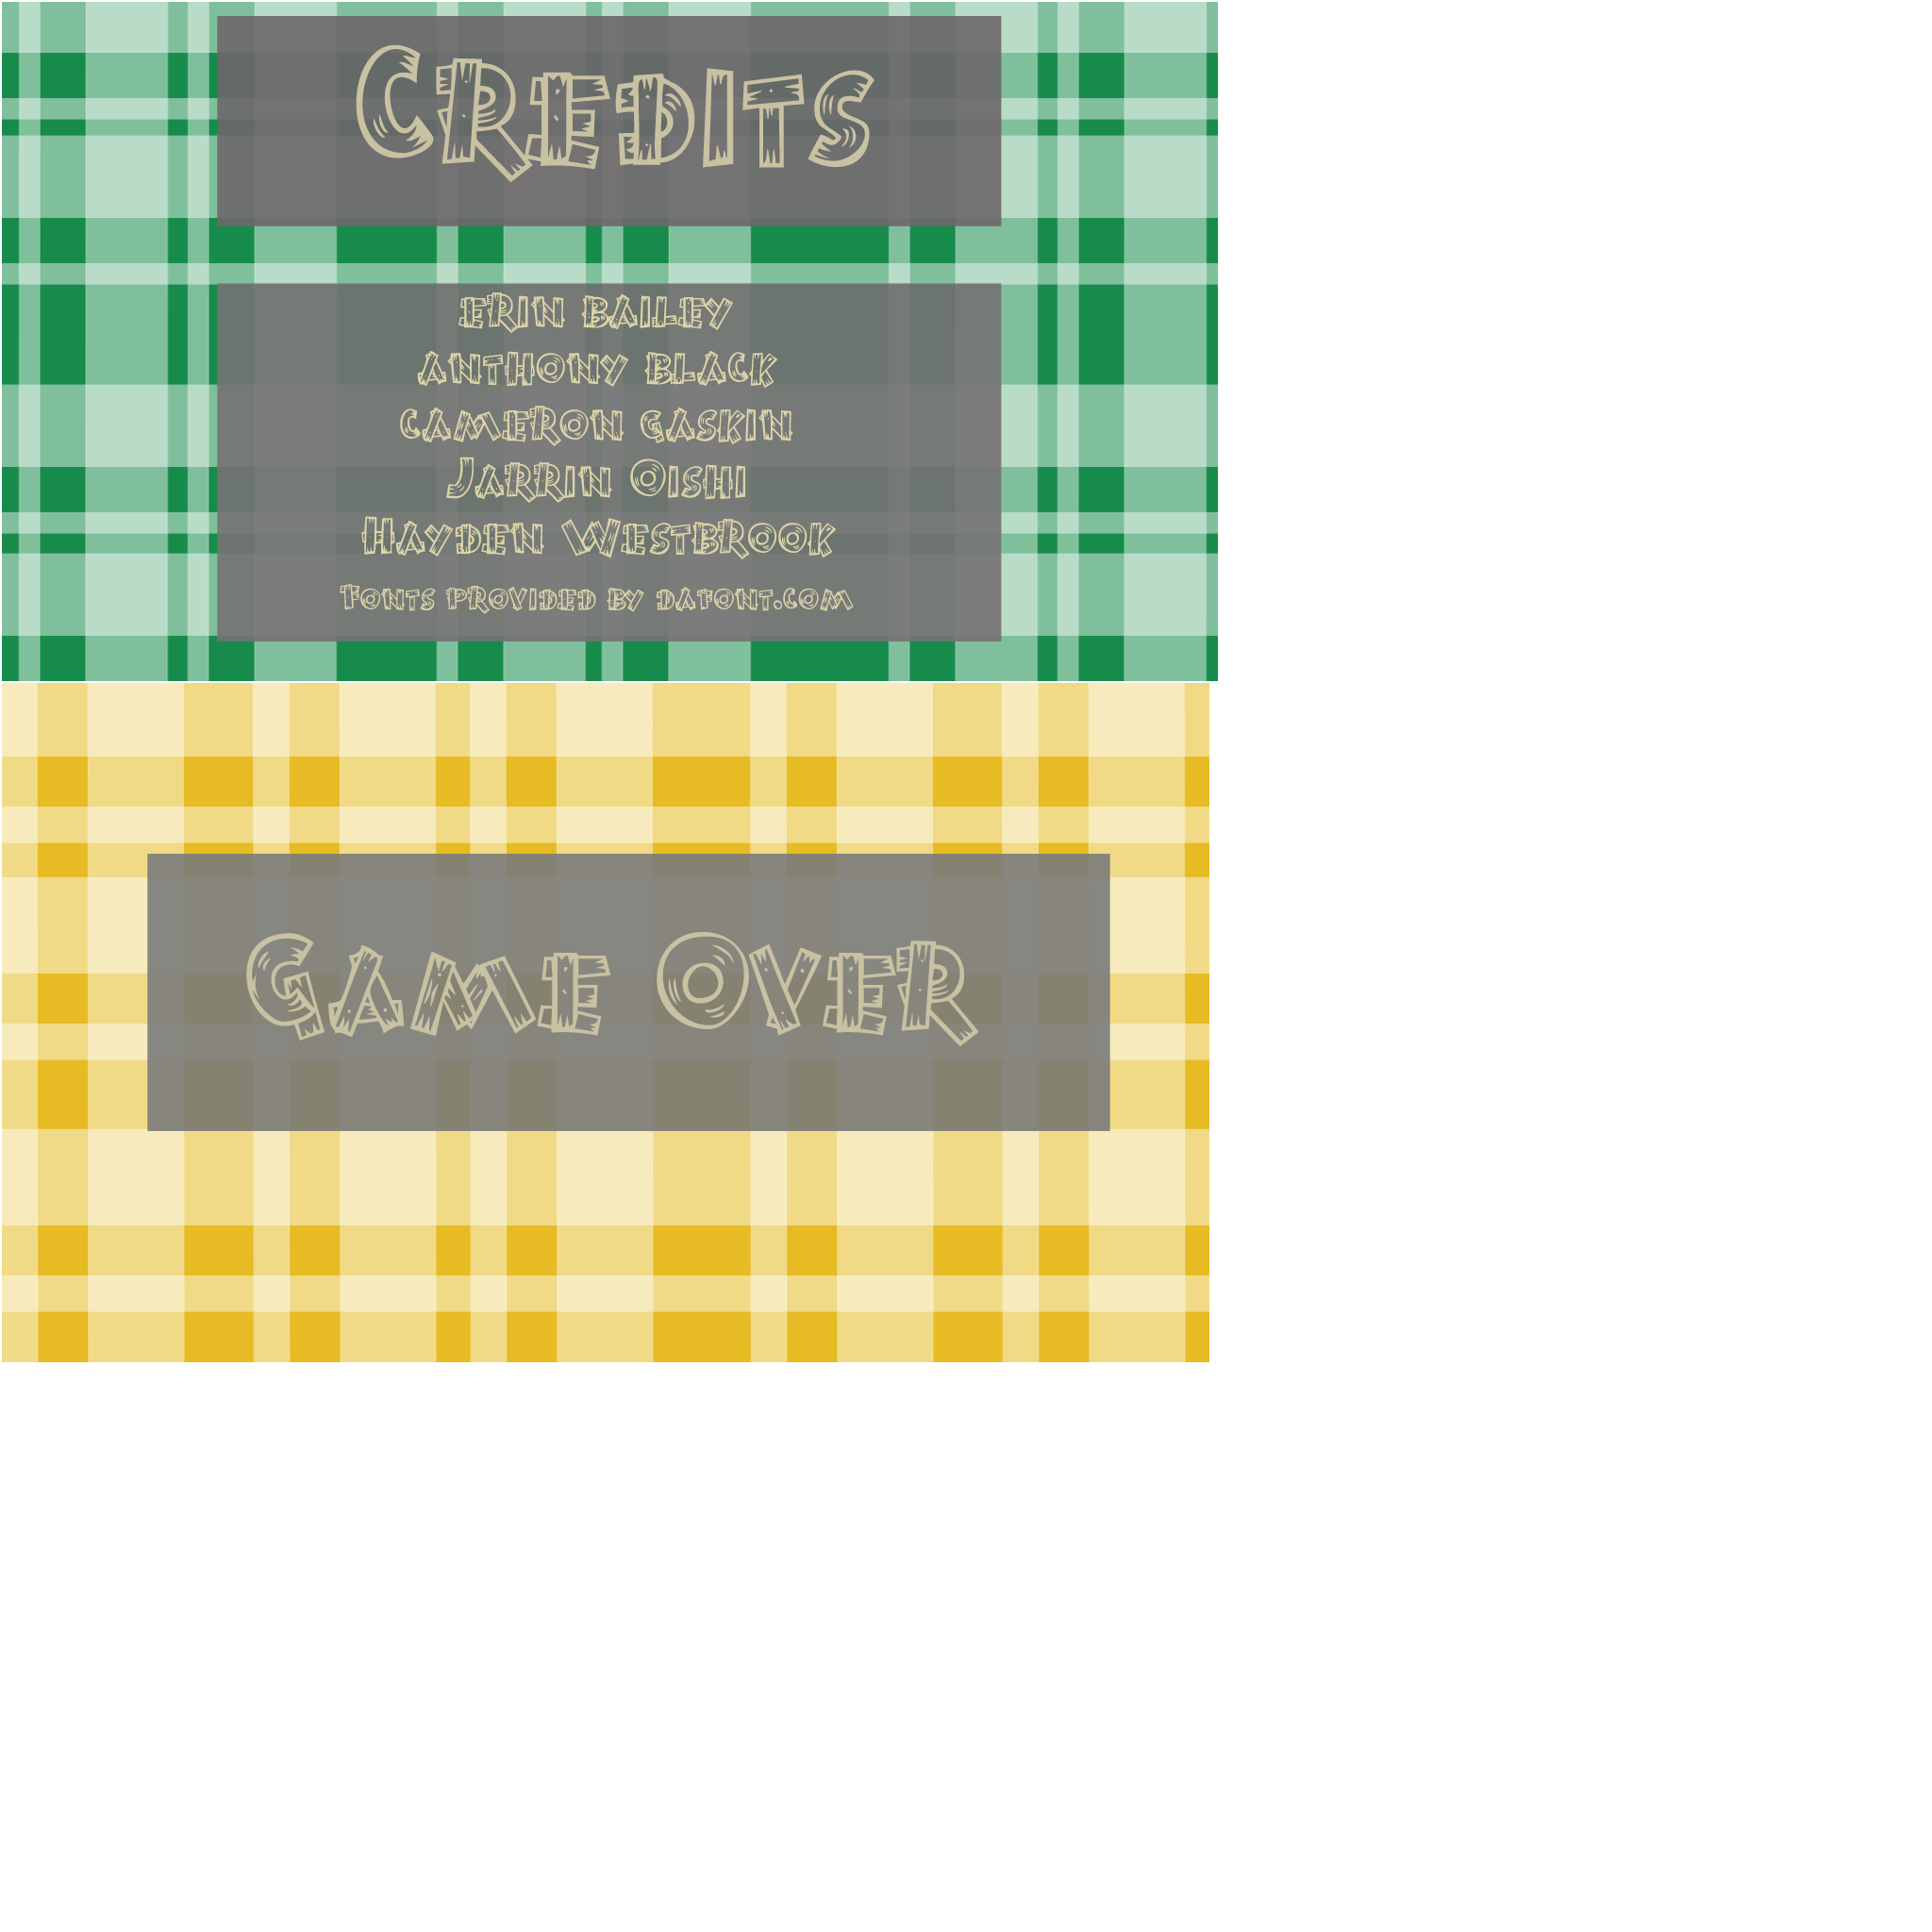 Credits
Erin Bailey
Anthony Black
Cameron Gaskin
Jarrin Oishi
Hayden Westbrook
Fonts provided by dafont.com
Game Over